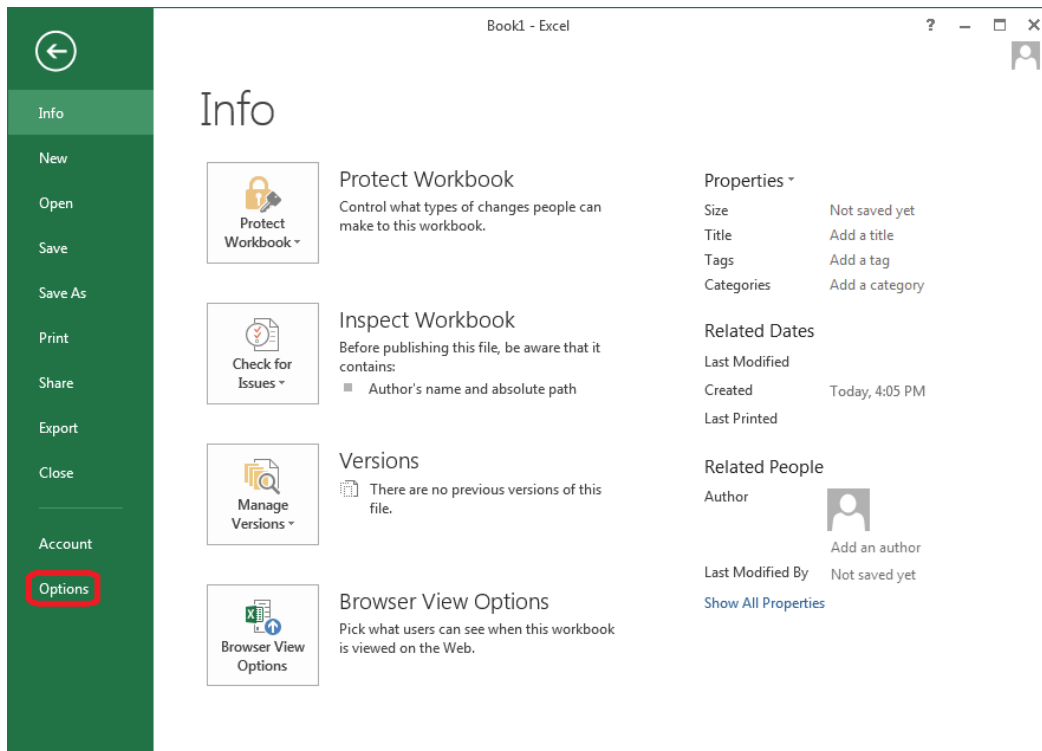 Book1 - Excel
?
Info
New
Open
Save
Save As
Print
Share
Export
Close
Account
Options
Info
Protect
Workbook
Protect Workbook
Control what types of changes people can
make to this workbook.
Check for
Issues
Inspect Workbook
Before publishing this file, be aware that it
contains:
Author's name and absolute path
Manage
Versions
Versions
There are no previous versions of this
file.
Browser View
Options
Browser View Options
Pick what users can see when this workbook
is viewed on the Web.
Properties
Size Not saved yet
Title Add a title
Tags Add a tag
Categories Add a category
Related Dates
Last Modified
Created Today, 4:05 PM
Last Printed
Related People
Author
Add an author
Last Modified By Not saved yet
Show All Properties